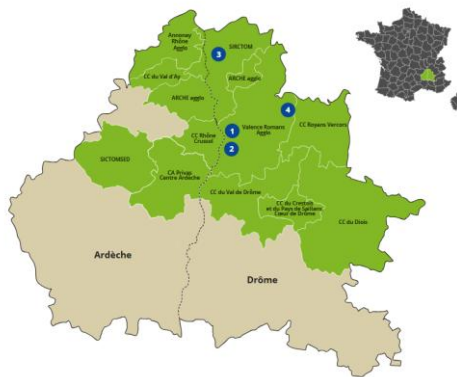 Annonay
Rhône
Agglo
3
SIRCTOM
CC du Val d'Ay
ARCHE agglo
ARCHE agglo
4
CC Royans Vercors
1
Valence Romans
Agglo
2
CC Rhône
Crussol
SICTOMSED
CA Privas
Centre Ardèche
CC du Val de Drôme
CC du Crestois
et du Pays de Saillans
Cœur de Drôme
CC du Diois
Ardèche
Drôme